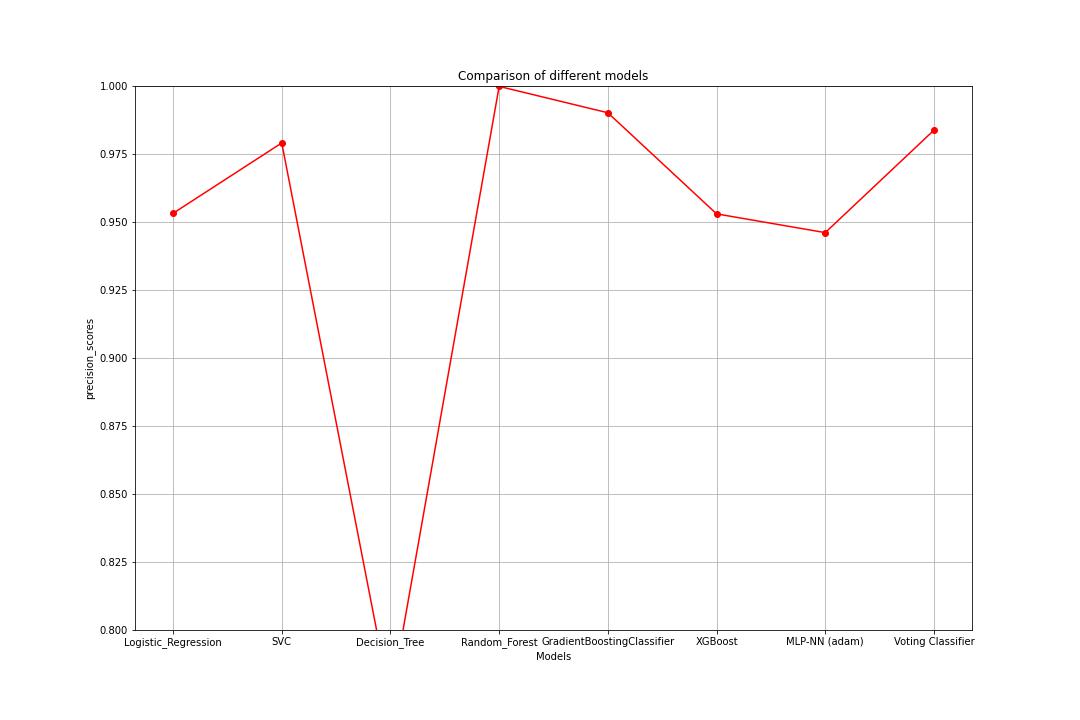 Comparison of different models
1.000
0.975
0.950
0.925
0.900
0.875
0.850
0.825
0.800
precision_scores
Logistic_Regression SVC Decision_Tree Random_Forest GradientBoostingClassifier XGBoost MLP-NN (adam) Voting Classifier
Models